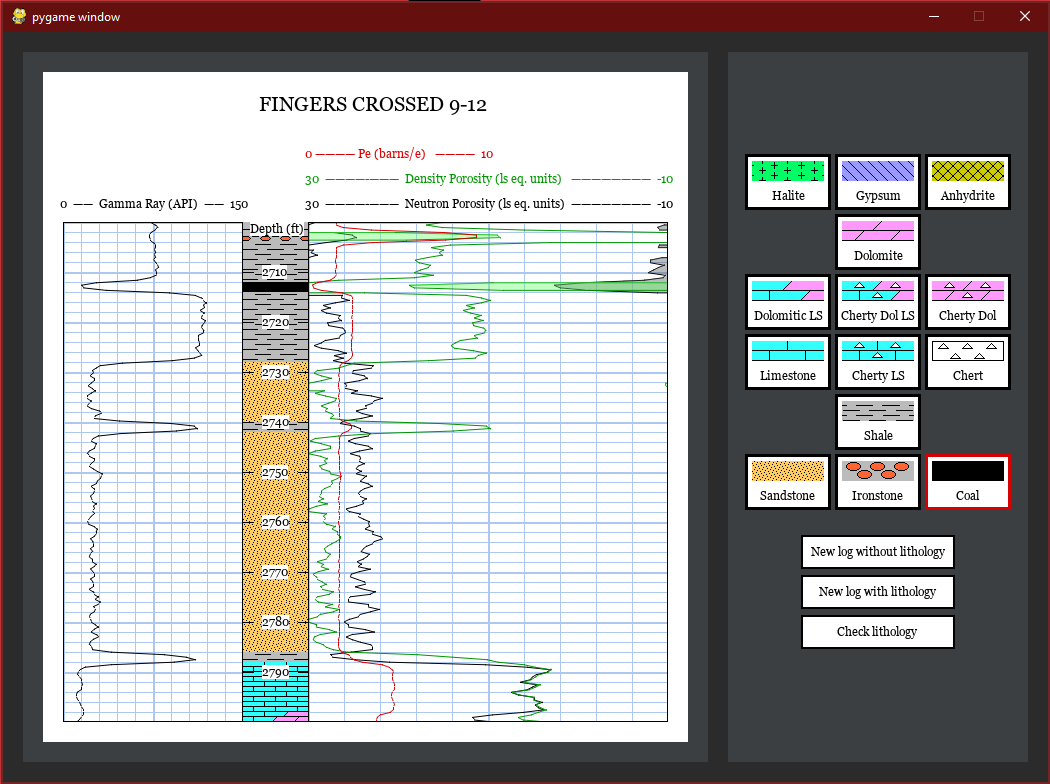 pygame window
FINGERS CROSSED 9-12
0 ———— Pe (barns/e) ———— 10
30 ——————— Density Porosity (ls eq. units) ——————— -10
0 —— Gamma Ray (API) —— 150
30 ——————— Neutron Porosity (ls eq. units) ——————— -10
Depth (ft)
2710
2720
2730
2740
2750
2760
2770
2780
2790
Halite
Gypsum
Anhydrite
Dolomite
Dolomitic LS
Cherty Dol LS
Cherty Dol
Limestone
Cherty LS
Chert
Shale
Sandstone
Ironstone
Coal
New log without lithology
New log with lithology
Check lithology